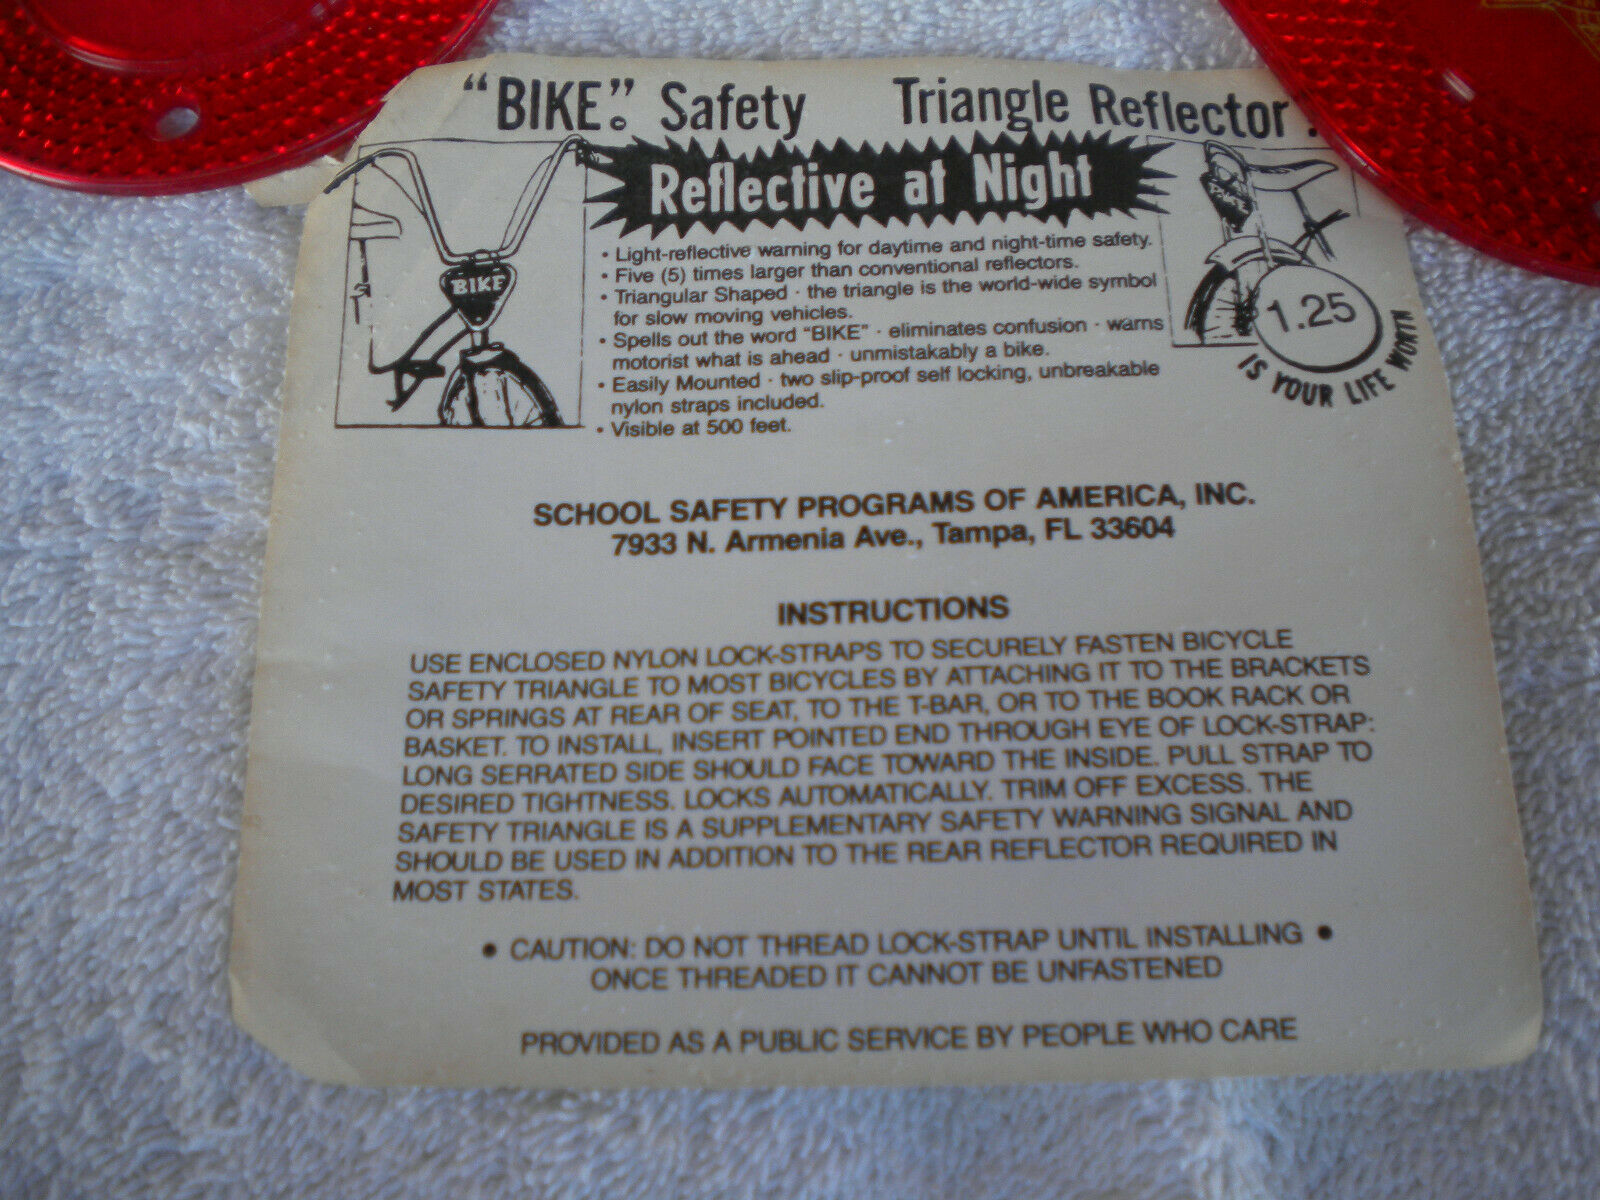 "BIKE". Safety Triangle Reflector.
Reflective at Night
• Light-reflective warning for daytime and night-time safety.
• Five (5) times larger than conventional reflectors.
• Triangular Shaped · the triangle is the world-wide symbol
for slow moving vehicles.
• Spells out the word "BIKE" · eliminates confusion · warns
motorist what is ahead · unmistakably a bike.
• Easily Mounted · two slip-proof self locking, unbreakable
nylon straps included.
• Visible at 500 feet.
BIKE
1.25
IS YOUR LIFE WORTH
SCHOOL SAFETY PROGRAMS OF AMERICA, INC.
7933 N. Armenia Ave., Tampa, FL 33604
INSTRUCTIONS
USE ENCLOSED NYLON LOCK-STRAPS TO SECURELY FASTEN BICYCLE
SAFETY TRIANGLE TO MOST BICYCLES BY ATTACHING IT TO THE BRACKETS
OR SPRINGS AT REAR OF SEAT, TO THE T-BAR, OR TO THE BOOK RACK OR
BASKET. TO INSTALL, INSERT POINTED END THROUGH EYE OF LOCK-STRAP:
LONG SERRATED SIDE SHOULD FACE TOWARD THE INSIDE. PULL STRAP TO
DESIRED TIGHTNESS. LOCKS AUTOMATICALLY. TRIM OFF EXCESS. THE
SAFETY TRIANGLE IS A SUPPLEMENTARY SAFETY WARNING SIGNAL AND
SHOULD BE USED IN ADDITION TO THE REAR REFLECTOR REQUIRED IN
MOST STATES.
• CAUTION: DO NOT THREAD LOCK-STRAP UNTIL INSTALLING •
ONCE THREADED IT CANNOT BE UNFASTENED
PROVIDED AS A PUBLIC SERVICE BY PEOPLE WHO CARE